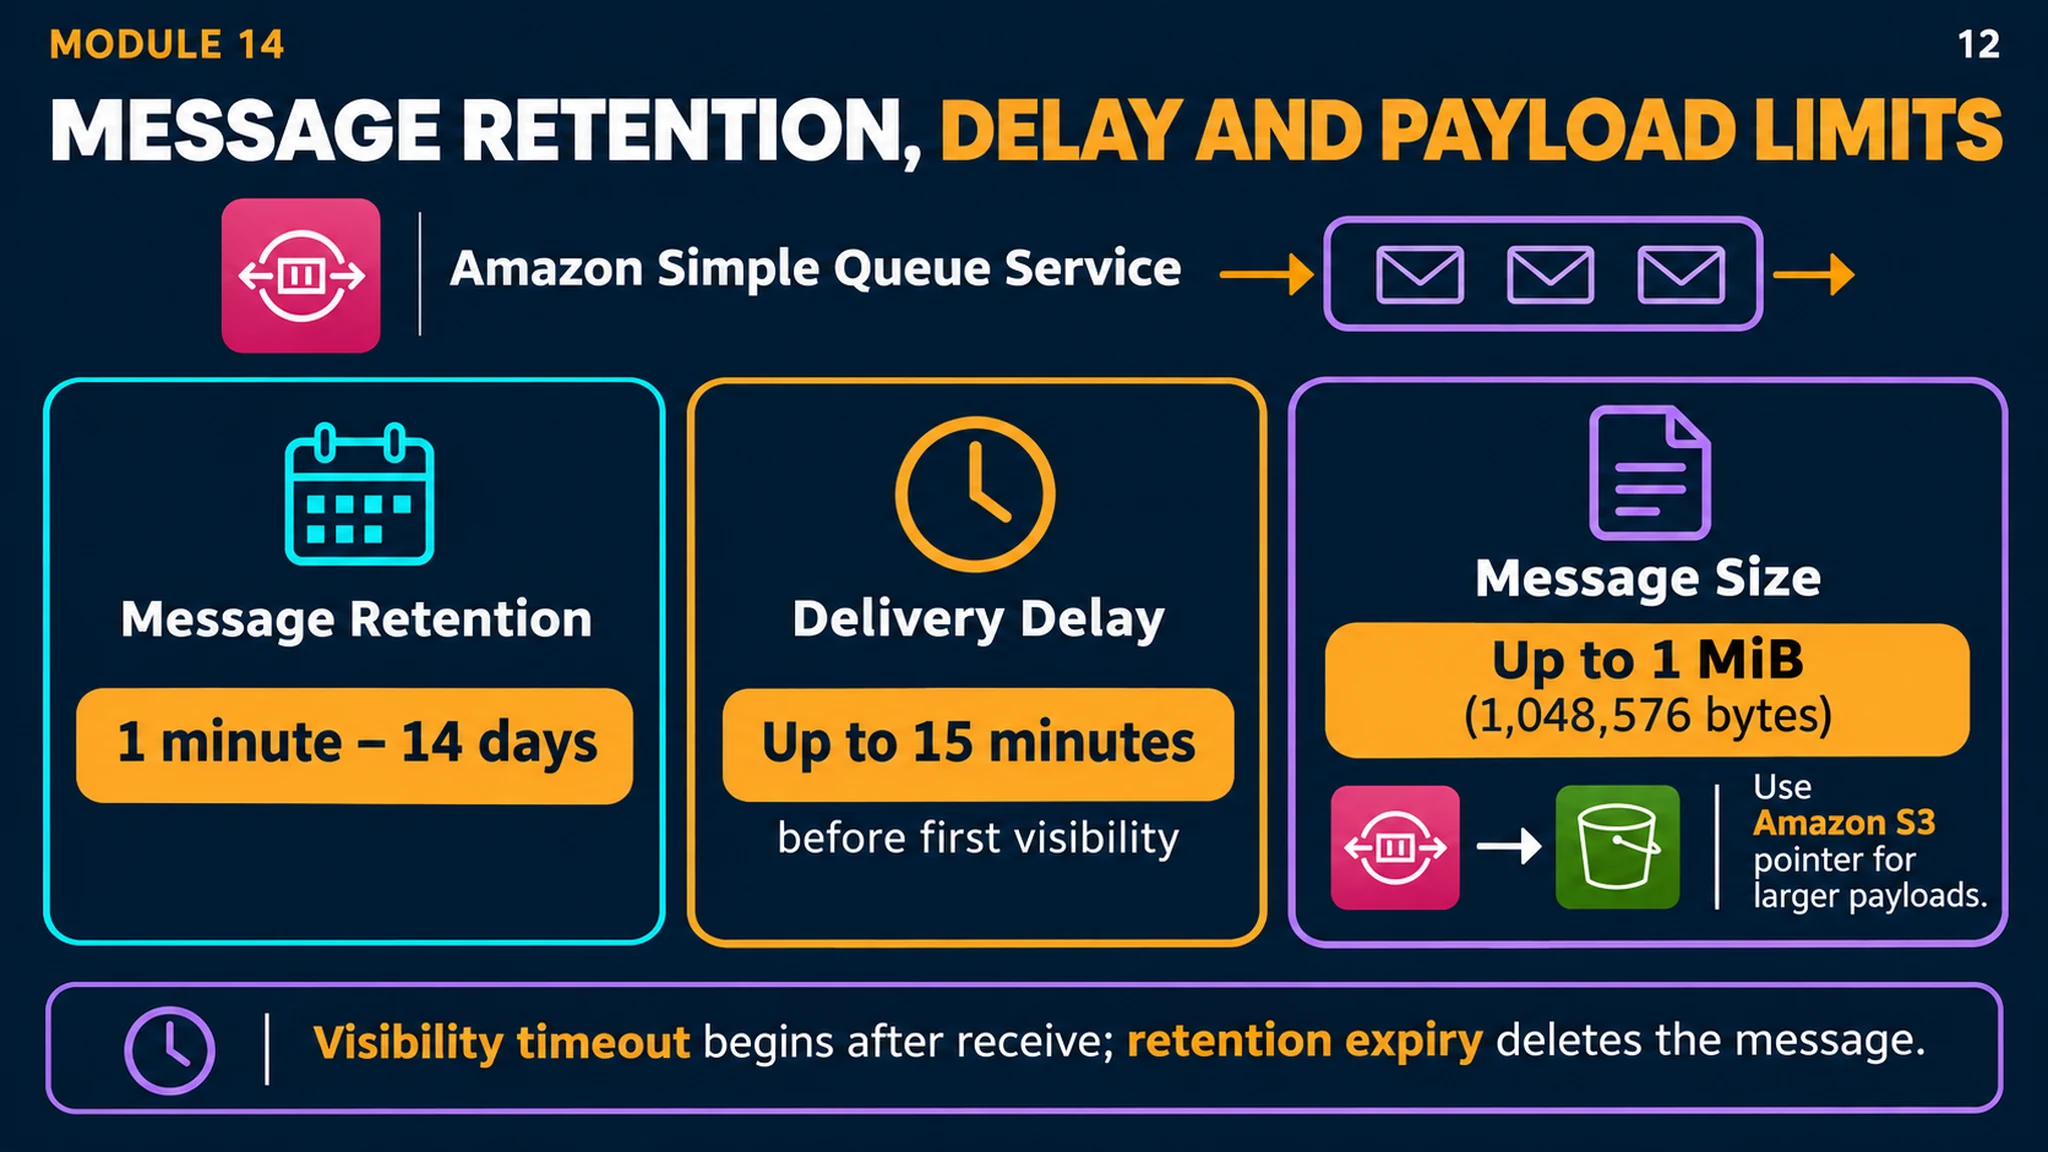 MODULE 14
12
MESSAGE RETENTION, DELAY AND PAYLOAD LIMITS
Amazon Simple Queue Service
Message Retention
1 minute – 14 days
Delivery Delay
Up to 15 minutes
before first visibility
Message Size
Up to 1 MiB
(1,048,576 bytes)
Use
Amazon S3
pointer for
larger payloads.
Visibility timeout begins after receive; retention expiry deletes the message.